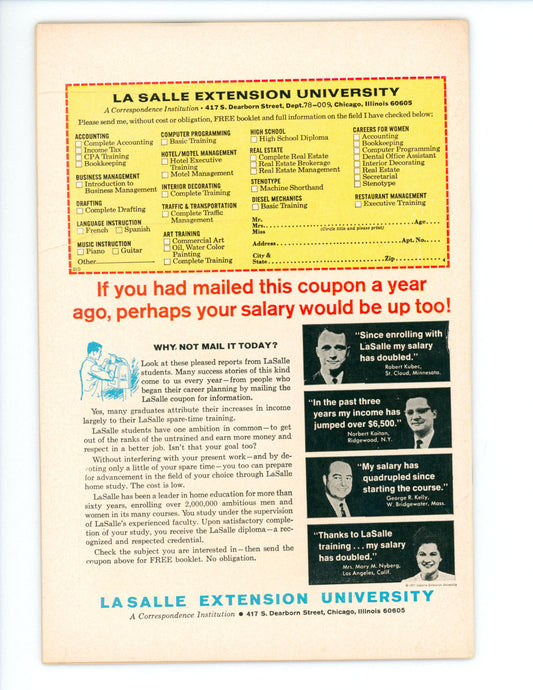 LA SALLE EXTENSION UNIVERSITY
A Correspondence Institution • 417 S. Dearborn Street, Dept. 78-009, Chicago, Illinois 60605
Please send me, without cost or obligation, FREE booklet and full information on the field I have checked below:
ACCOUNTING
Complete Accounting
Income Tax
CPA Training
Bookkeeping
BUSINESS MANAGEMENT
Introduction to
Business Management
DRAFTING
Complete Drafting
LANGUAGE INSTRUCTION
French Spanish
MUSIC INSTRUCTION
Piano Guitar
Other
COMPUTER PROGRAMMING
Basic Training
HOTEL/MOTEL MANAGEMENT
Hotel Executive
Training
Motel Management
INTERIOR DECORATING
Complete Training
TRAFFIC & TRANSPORTATION
Complete Traffic
Management
ART TRAINING
Commercial Art
Oil, Water Color
Painting
Complete Training
HIGH SCHOOL
High School Diploma
REAL ESTATE
Complete Real Estate
Real Estate Brokerage
Real Estate Management
STENOTYPE
Machine Shorthand
DIESEL MECHANICS
Basic Training
CAREERS FOR WOMEN
Accounting
Bookkeeping
Computer Programming
Dental Office Assistant
Interior Decorating
Real Estate
Secretarial
Stenotype
RESTAURANT MANAGEMENT
Executive Training
Mr.
Mrs. Age
Miss (Circle title and please print)
Address Apt. No.
City &
State Zip
If you had mailed this coupon a year
ago, perhaps your salary would be up too!
WHY NOT MAIL IT TODAY?
Look at these pleased reports from LaSalle
students. Many success stories of this kind
come to us every year—from people who
began their career planning by mailing the
LaSalle coupon for information.
Yes, many graduates attribute their increases in income
largely to their LaSalle spare-time training.
LaSalle students have one ambition in common—to get
out of the ranks of the untrained and earn more money and
respect in a better job. Isn't that your goal too?
Without interfering with your present work—and by de-
voting only a little of your spare time—you too can prepare
for advancement in the field of your choice through LaSalle
home study. The cost is low.
LaSalle has been a leader in home education for more than
sixty years, enrolling over 2,000,000 ambitious men and
women in its many courses. You study under the supervision
of LaSalle's experienced faculty. Upon satisfactory comple-
tion of your study, you receive the LaSalle diploma—a rec-
ognized and respected credential.
Check the subject you are interested in—then send the
coupon above for FREE booklet. No obligation.
"Since enrolling with
LaSalle my salary
has doubled."
Robert Kuber,
St. Cloud, Minnesota.
"In the past three
years my income has
jumped over $6,500."
Norbert Kaitan,
Ridgewood, N.Y.
"My salary has
quadrupled since
starting the course."
George R. Kelly,
W. Bridgewater, Mass.
"Thanks to LaSalle
training ... my salary
has doubled."
Mrs. Mary M. Nyberg,
Los Angeles, Calif.
LA SALLE EXTENSION UNIVERSITY
A Correspondence Institution • 417 S. Dearborn Street, Chicago, Illinois 60605